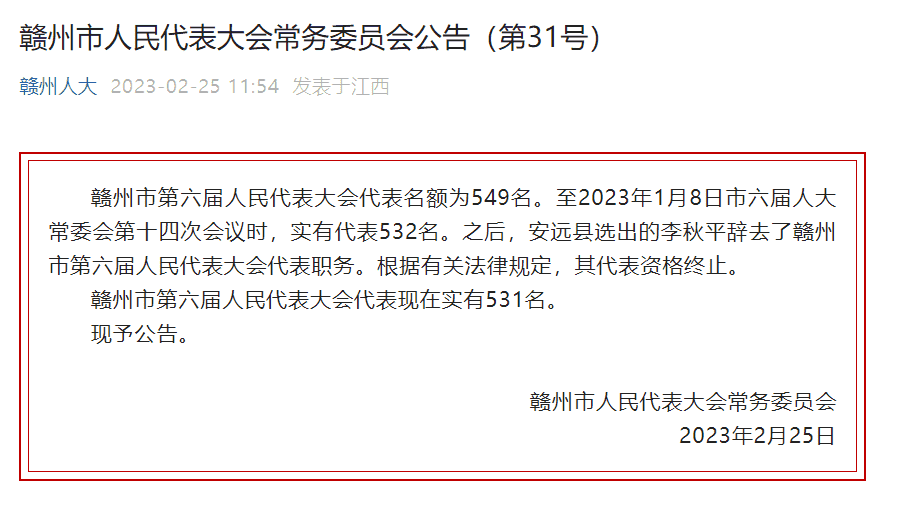 赣州市人民代表大会常务委员会公告（第31号）
赣州人大 2023-02-25 11:54 发表于江西
赣州市第六届人民代表大会代表名额为549名。至2023年1月8日市六届人大
常委会第十四次会议时，实有代表532名。之后，安远县选出的李秋平辞去了赣州
市第六届人民代表大会代表职务。根据有关法律规定，其代表资格终止。
赣州市第六届人民代表大会代表现在实有531名。
现予公告。
赣州市人民代表大会常务委员会
2023年2月25日